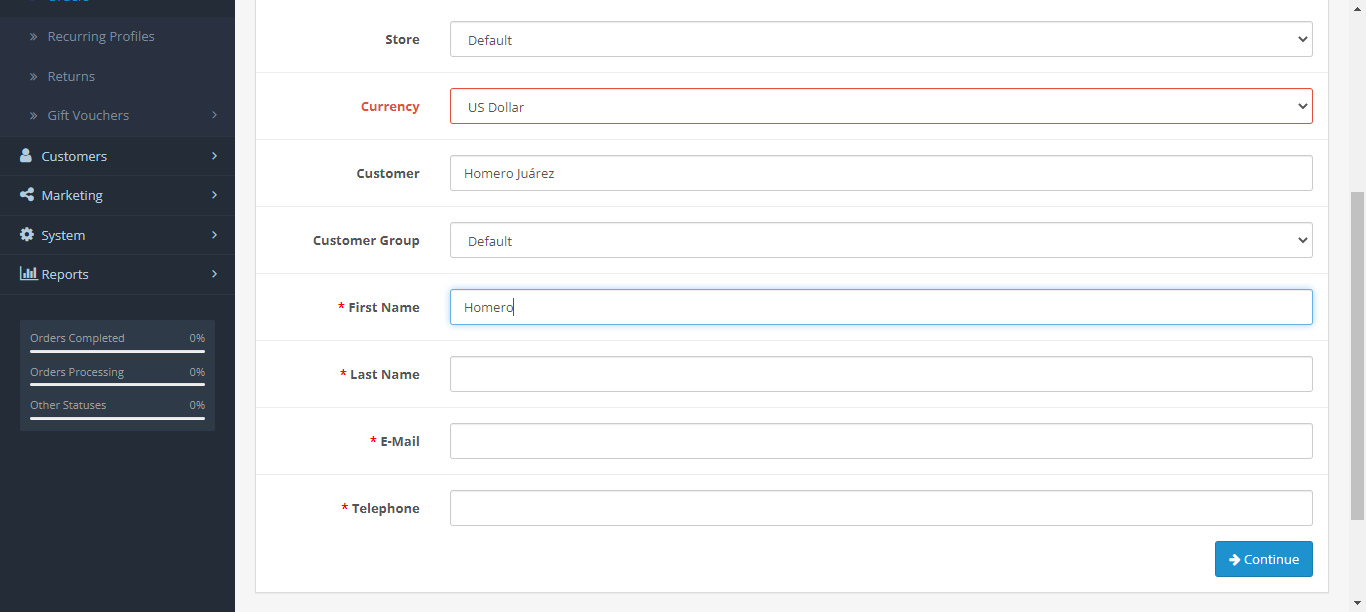 Orders
Recurring Profiles
Returns
Gift Vouchers
Customers
Marketing
System
Reports
Orders Completed 0%
Orders Processing 0%
Other Statuses 0%
Store Default
Currency US Dollar
Customer Homero Juárez
Customer Group Default
* First Name Homero
* Last Name
* E-Mail
* Telephone
Continue